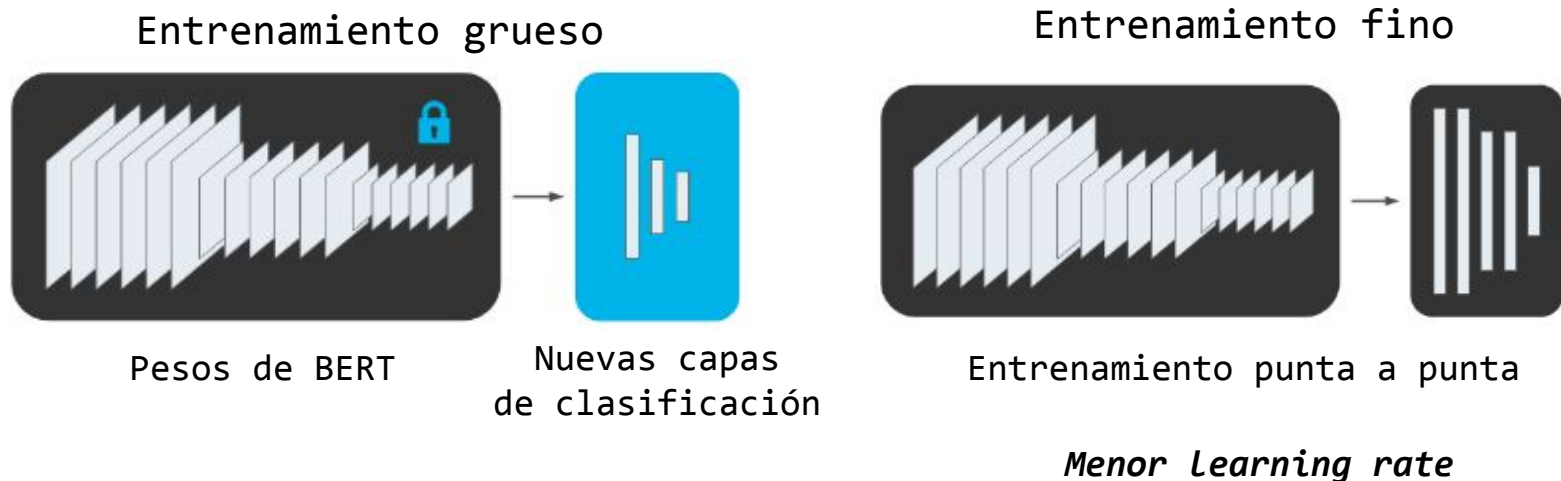 Entrenamiento grueso
Pesos de BERT
Nuevas capas
de clasificación
Entrenamiento fino
Entrenamiento punta a punta
Menor learning rate